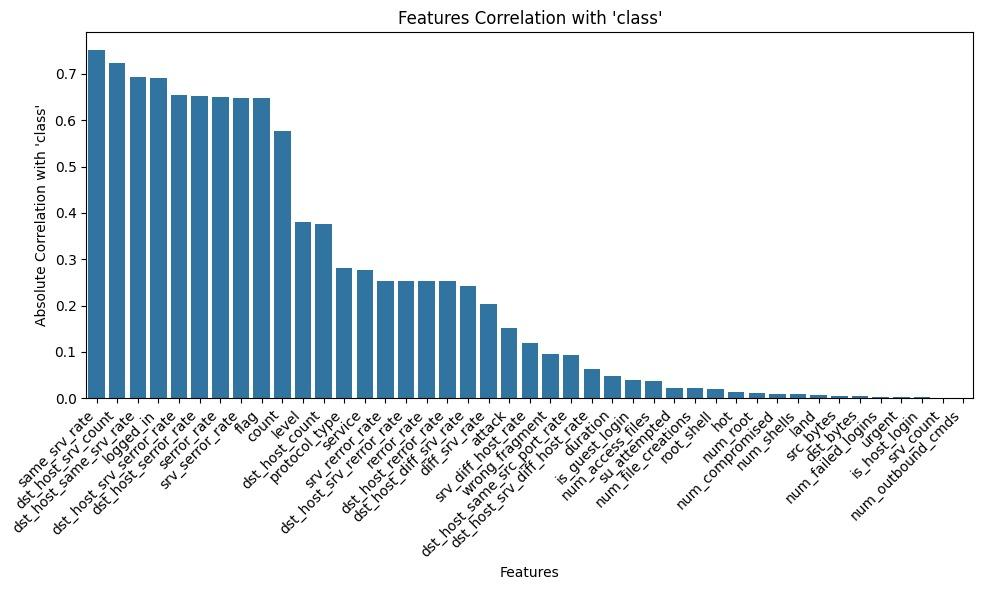 Features Correlation with 'class'
Absolute Correlation with 'class'
0.7
0.6
0.5
0.4
0.3
0.2
0.1
0.0
same_srv_rate
dst_host_srv_count
dst_host_same_srv_rate
logged_in
dst_host_srv_serror_rate
dst_host_serror_rate
serror_rate
srv_serror_rate
flag
count
level
dst_host_count
protocol_type
service
srv_rerror_rate
dst_host_srv_rerror_rate
rerror_rate
dst_host_rerror_rate
dst_host_diff_srv_rate
diff_srv_rate
attack
srv_diff_host_rate
wrong_fragment
dst_host_same_src_port_rate
dst_host_srv_diff_host_rate
duration
is_guest_login
num_access_files
su_attempted
num_file_creations
root_shell
hot
num_root
num_compromised
num_shells
land
src_bytes
dst_bytes
num_failed_logins
urgent
is_host_login
srv_count
num_outbound_cmds
Features